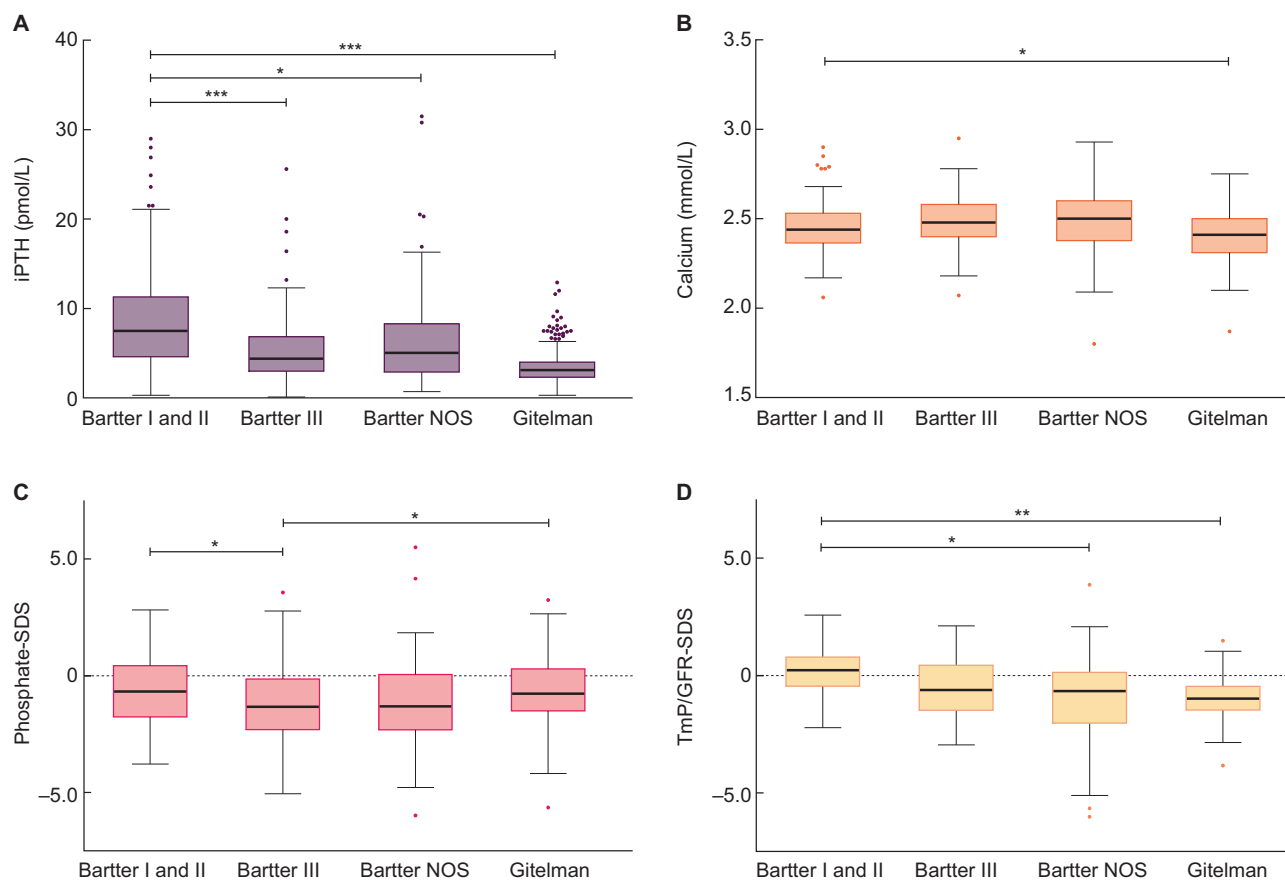 A
iPTH (pmol/L)
40
30
20
10
0
***
*
***
Bartter I and II Bartter III Bartter NOS Gitelman
B
Calcium (mmol/L)
3.5
3.0
2.5
2.0
1.5
*
Bartter I and II Bartter III Bartter NOS Gitelman
C
Phosphate-SDS
5.0
0
–5.0
*
*
Bartter I and II Bartter III Bartter NOS Gitelman
D
TmP/GFR-SDS
5.0
0
–5.0
**
*
Bartter I and II Bartter III Bartter NOS Gitelman